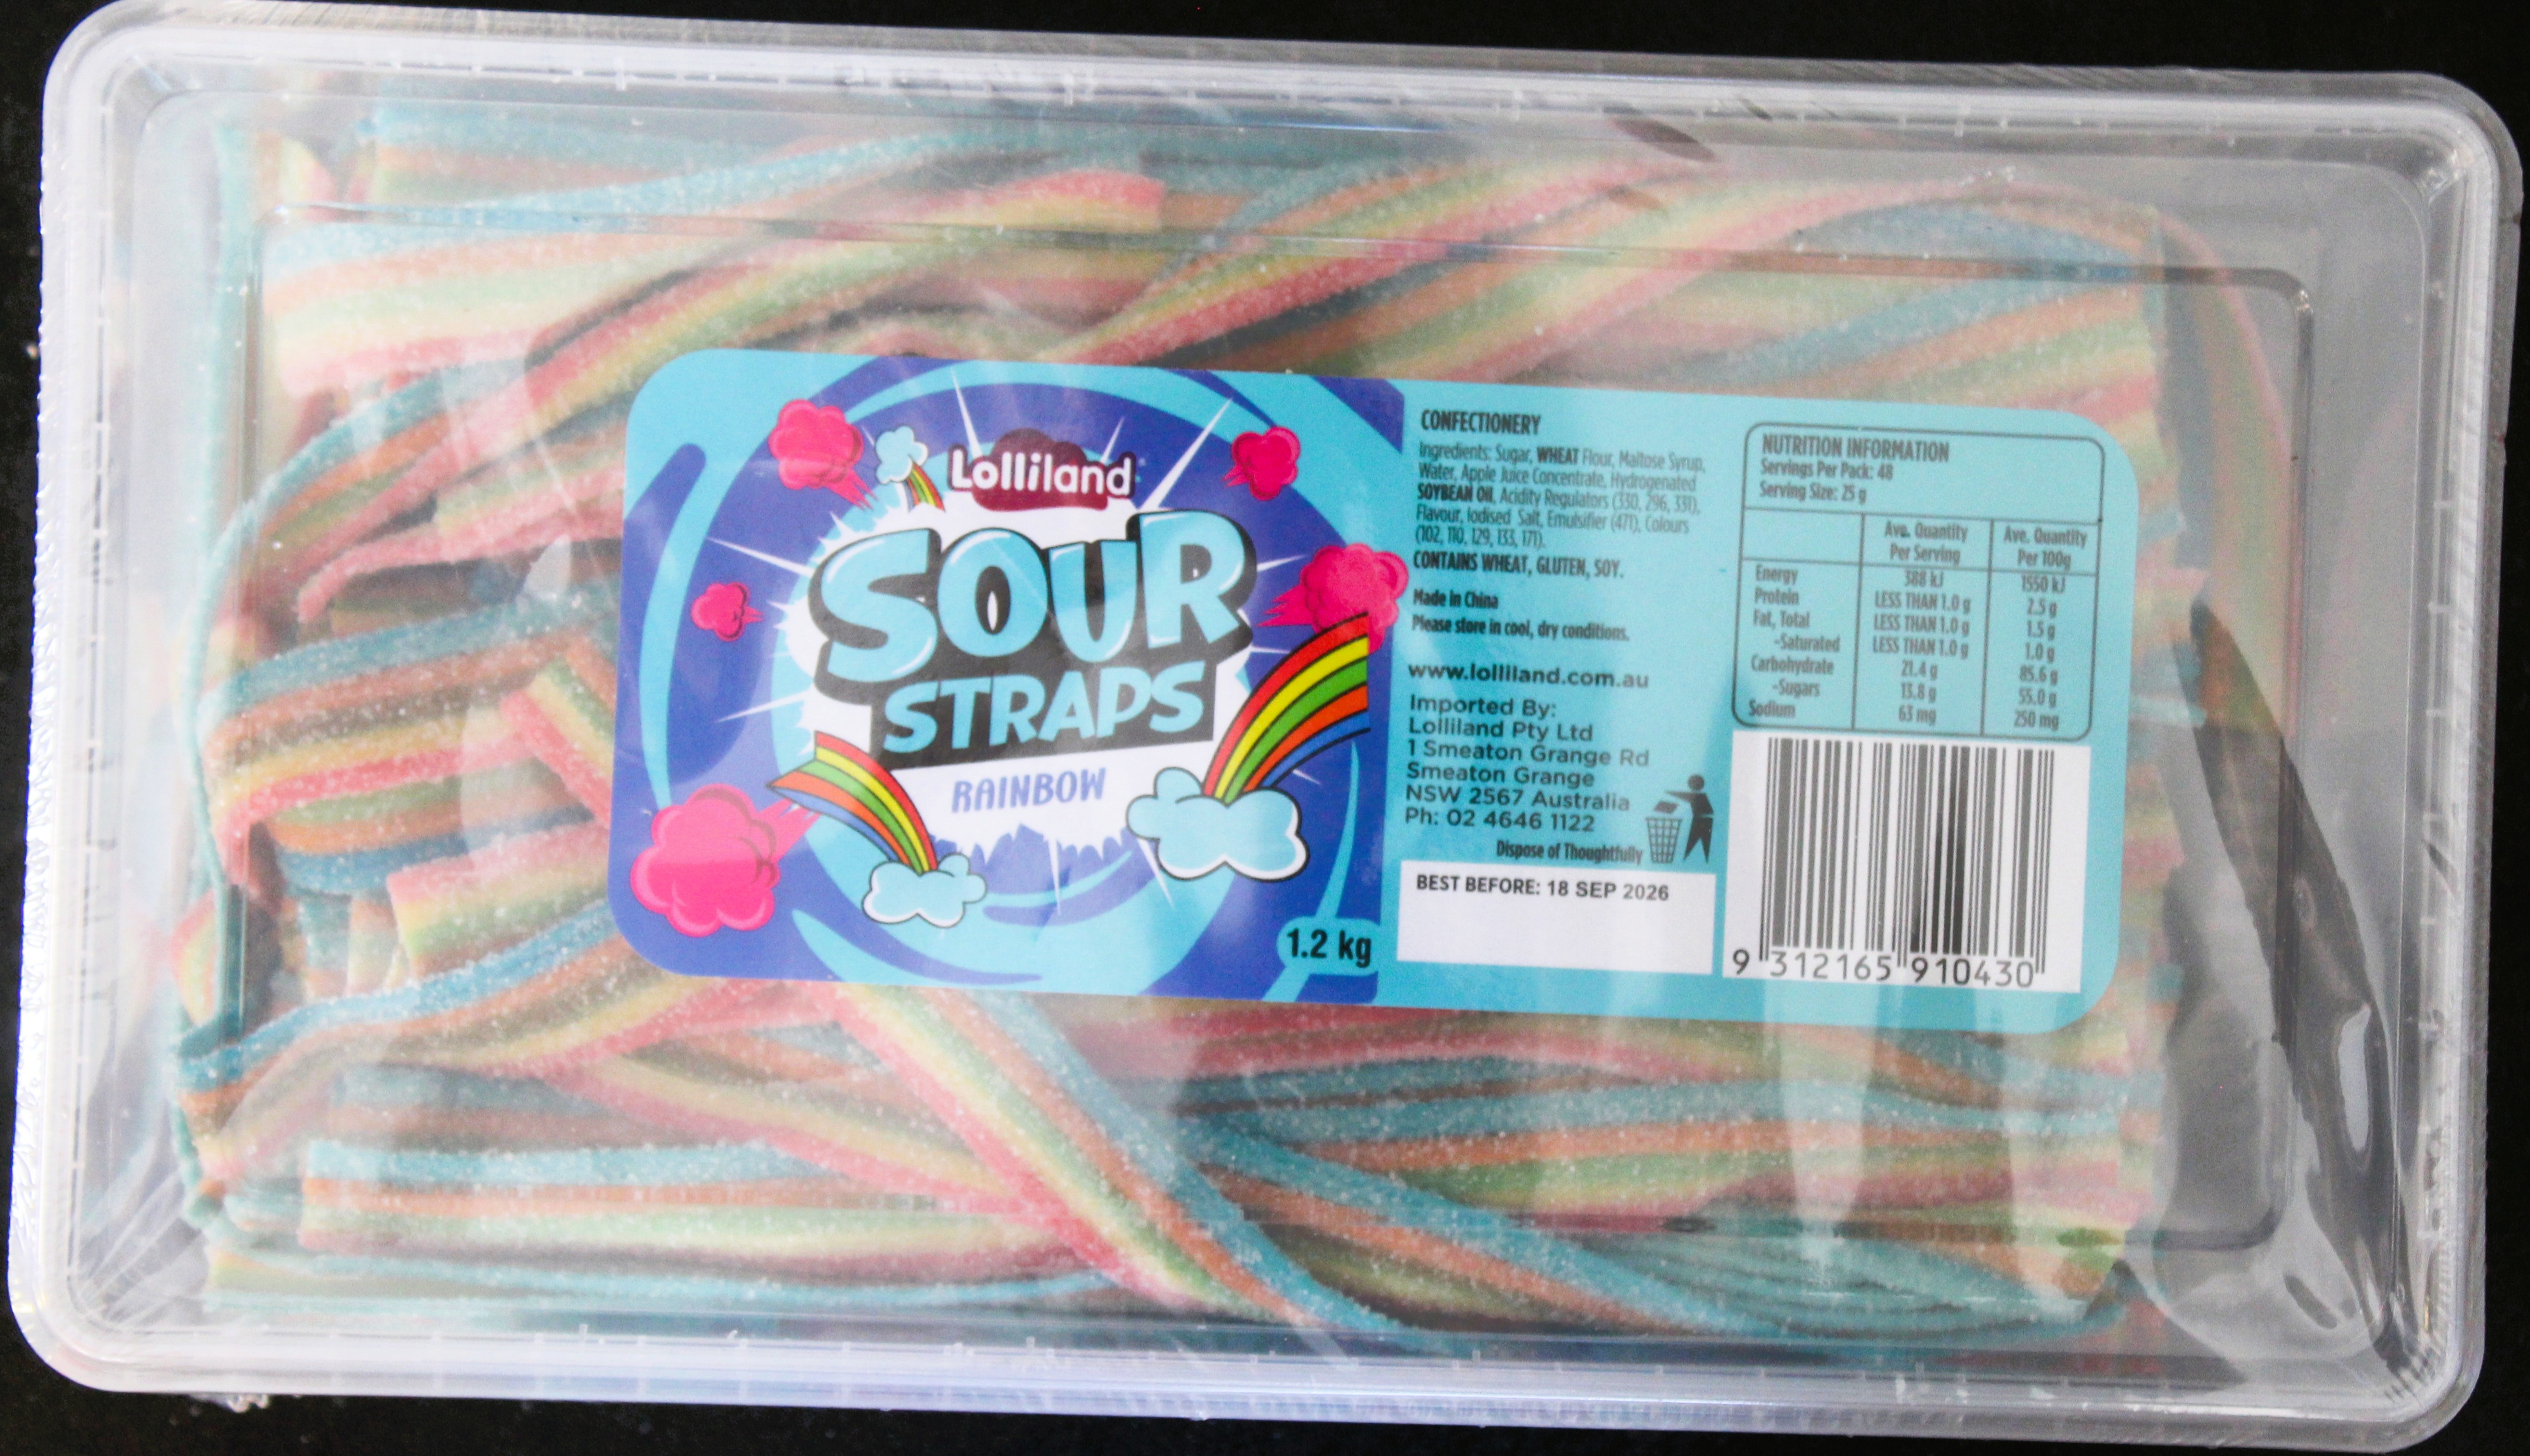 Lolliland
SOUR
STRAPS
RAINBOW
1.2 kg
CONFECTIONERY
Ingredients: Sugar, WHEAT Flour, Maltose Syrup,
Water, Apple Juice Concentrate, Hydrogenated
SOYBEAN Oil, Acidity Regulators (330, 296, 331),
Flavour, Iodised Salt, Emulsifier (471), Colours
(102, 110, 129, 133, 171).
CONTAINS WHEAT, GLUTEN, SOY.
Made in China
Please store in cool, dry conditions.
www.lolliland.com.au
Imported By:
Lolliland Pty Ltd
1 Smeaton Grange Rd
Smeaton Grange
NSW 2567 Australia
Ph: 02 4646 1122
Dispose of Thoughtfully
BEST BEFORE: 18 SEP 2026
NUTRITION INFORMATION
Servings Per Pack: 48
Serving Size: 25 g
Ave. Quantity Ave. Quantity
Per Serving Per 100g
Energy 388 kJ 1550 kJ
Protein LESS THAN 1.0 g 2.5 g
Fat, Total LESS THAN 1.0 g 1.5 g
-Saturated LESS THAN 1.0 g 1.0 g
Carbohydrate 21.4 g 85.6 g
-Sugars 13.8 g 55.0 g
Sodium 63 mg 250 mg
9 312165 910430